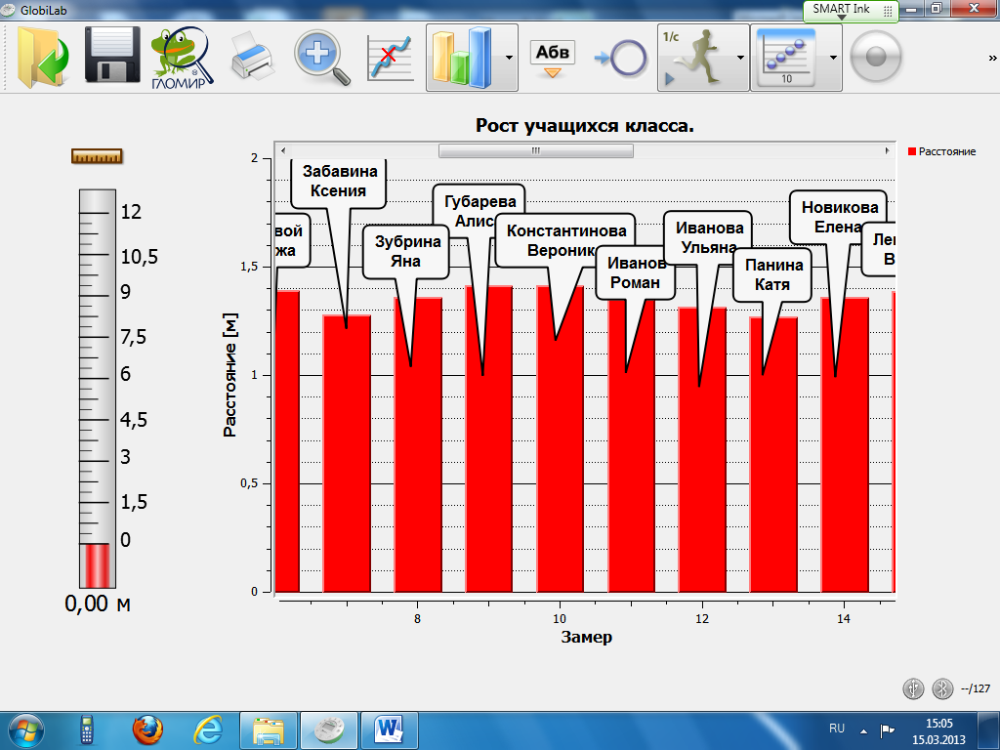 GlobiLab
SMART Ink
ГЛОМИР
®
Абв
1/с
10
»
Рост учащихся класса.
Расстояние
12
10,5
9
7,5
6
4,5
3
1,5
0
0,00 м
Расстояние [м]
2
1,5
1
0,5
0
вой
жа
Забавина
Ксения
Зубрина
Яна
Губарева
Алис
Константинова
Вероник
Иванов
Роман
Иванова
Ульяна
Панина
Катя
Новикова
Елена
Ле
В
8
10
12
14
Замер
--/127
RU
15:05
15.03.2013